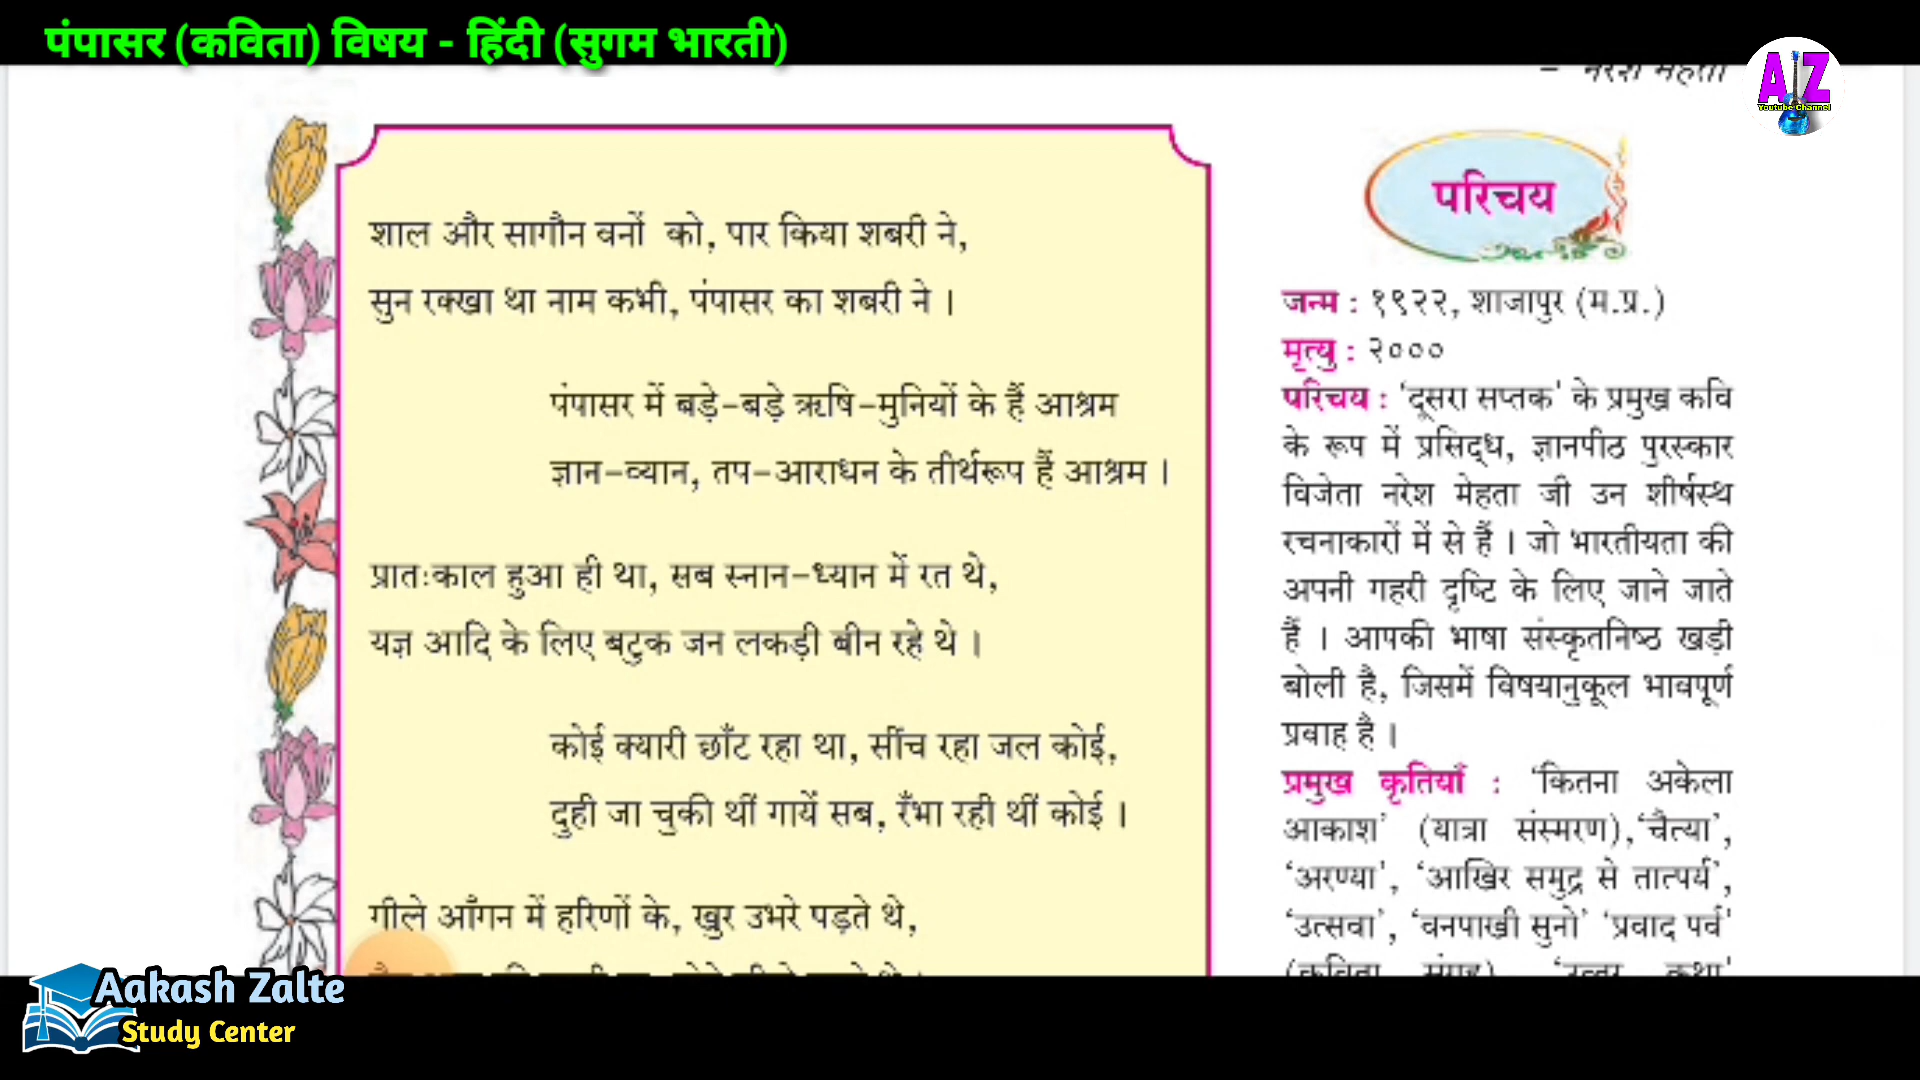 पंपासर (कविता) विषय - हिंदी (सुगम भारती)
– नरेश मेहता
AZ
Youtube Channel
शाल और सागौन वनों को, पार किया शबरी ने,
सुन रक्खा था नाम कभी, पंपासर का शबरी ने ।
पंपासर में बड़े-बड़े ऋषि-मुनियों के हैं आश्रम
ज्ञान-व्यान, तप-आराधन के तीर्थरूप हैं आश्रम ।
प्रातःकाल हुआ ही था, सब स्नान-ध्यान में रत थे,
यज्ञ आदि के लिए बटुक जन लकड़ी बीन रहे थे ।
कोई क्यारी छाँट रहा था, सींच रहा जल कोई,
दुही जा चुकी थीं गायें सब, रँभा रही थीं कोई ।
गीले आँगन में हरिणों के, खुर उभरे पड़ते थे,
परिचय
जन्म : १९२२, शाजापुर (म.प्र.)
मृत्यु : २०००
परिचय : ‘दूसरा सप्तक’ के प्रमुख कवि
के रूप में प्रसिद्ध, ज्ञानपीठ पुरस्कार
विजेता नरेश मेहता जी उन शीर्षस्थ
रचनाकारों में से हैं । जो भारतीयता की
अपनी गहरी दृष्टि के लिए जाने जाते
हैं । आपकी भाषा संस्कृतनिष्ठ खड़ी
बोली है, जिसमें विषयानुकूल भावपूर्ण
प्रवाह है ।
प्रमुख कृतियाँ : ‘कितना अकेला
आकाश’ (यात्रा संस्मरण),‘चैत्या’,
‘अरण्या’, ‘आखिर समुद्र से तात्पर्य’,
‘उत्सवा’, ‘वनपाखी सुनो’ ‘प्रवाद पर्व’
Aakash Zalte
Study Center